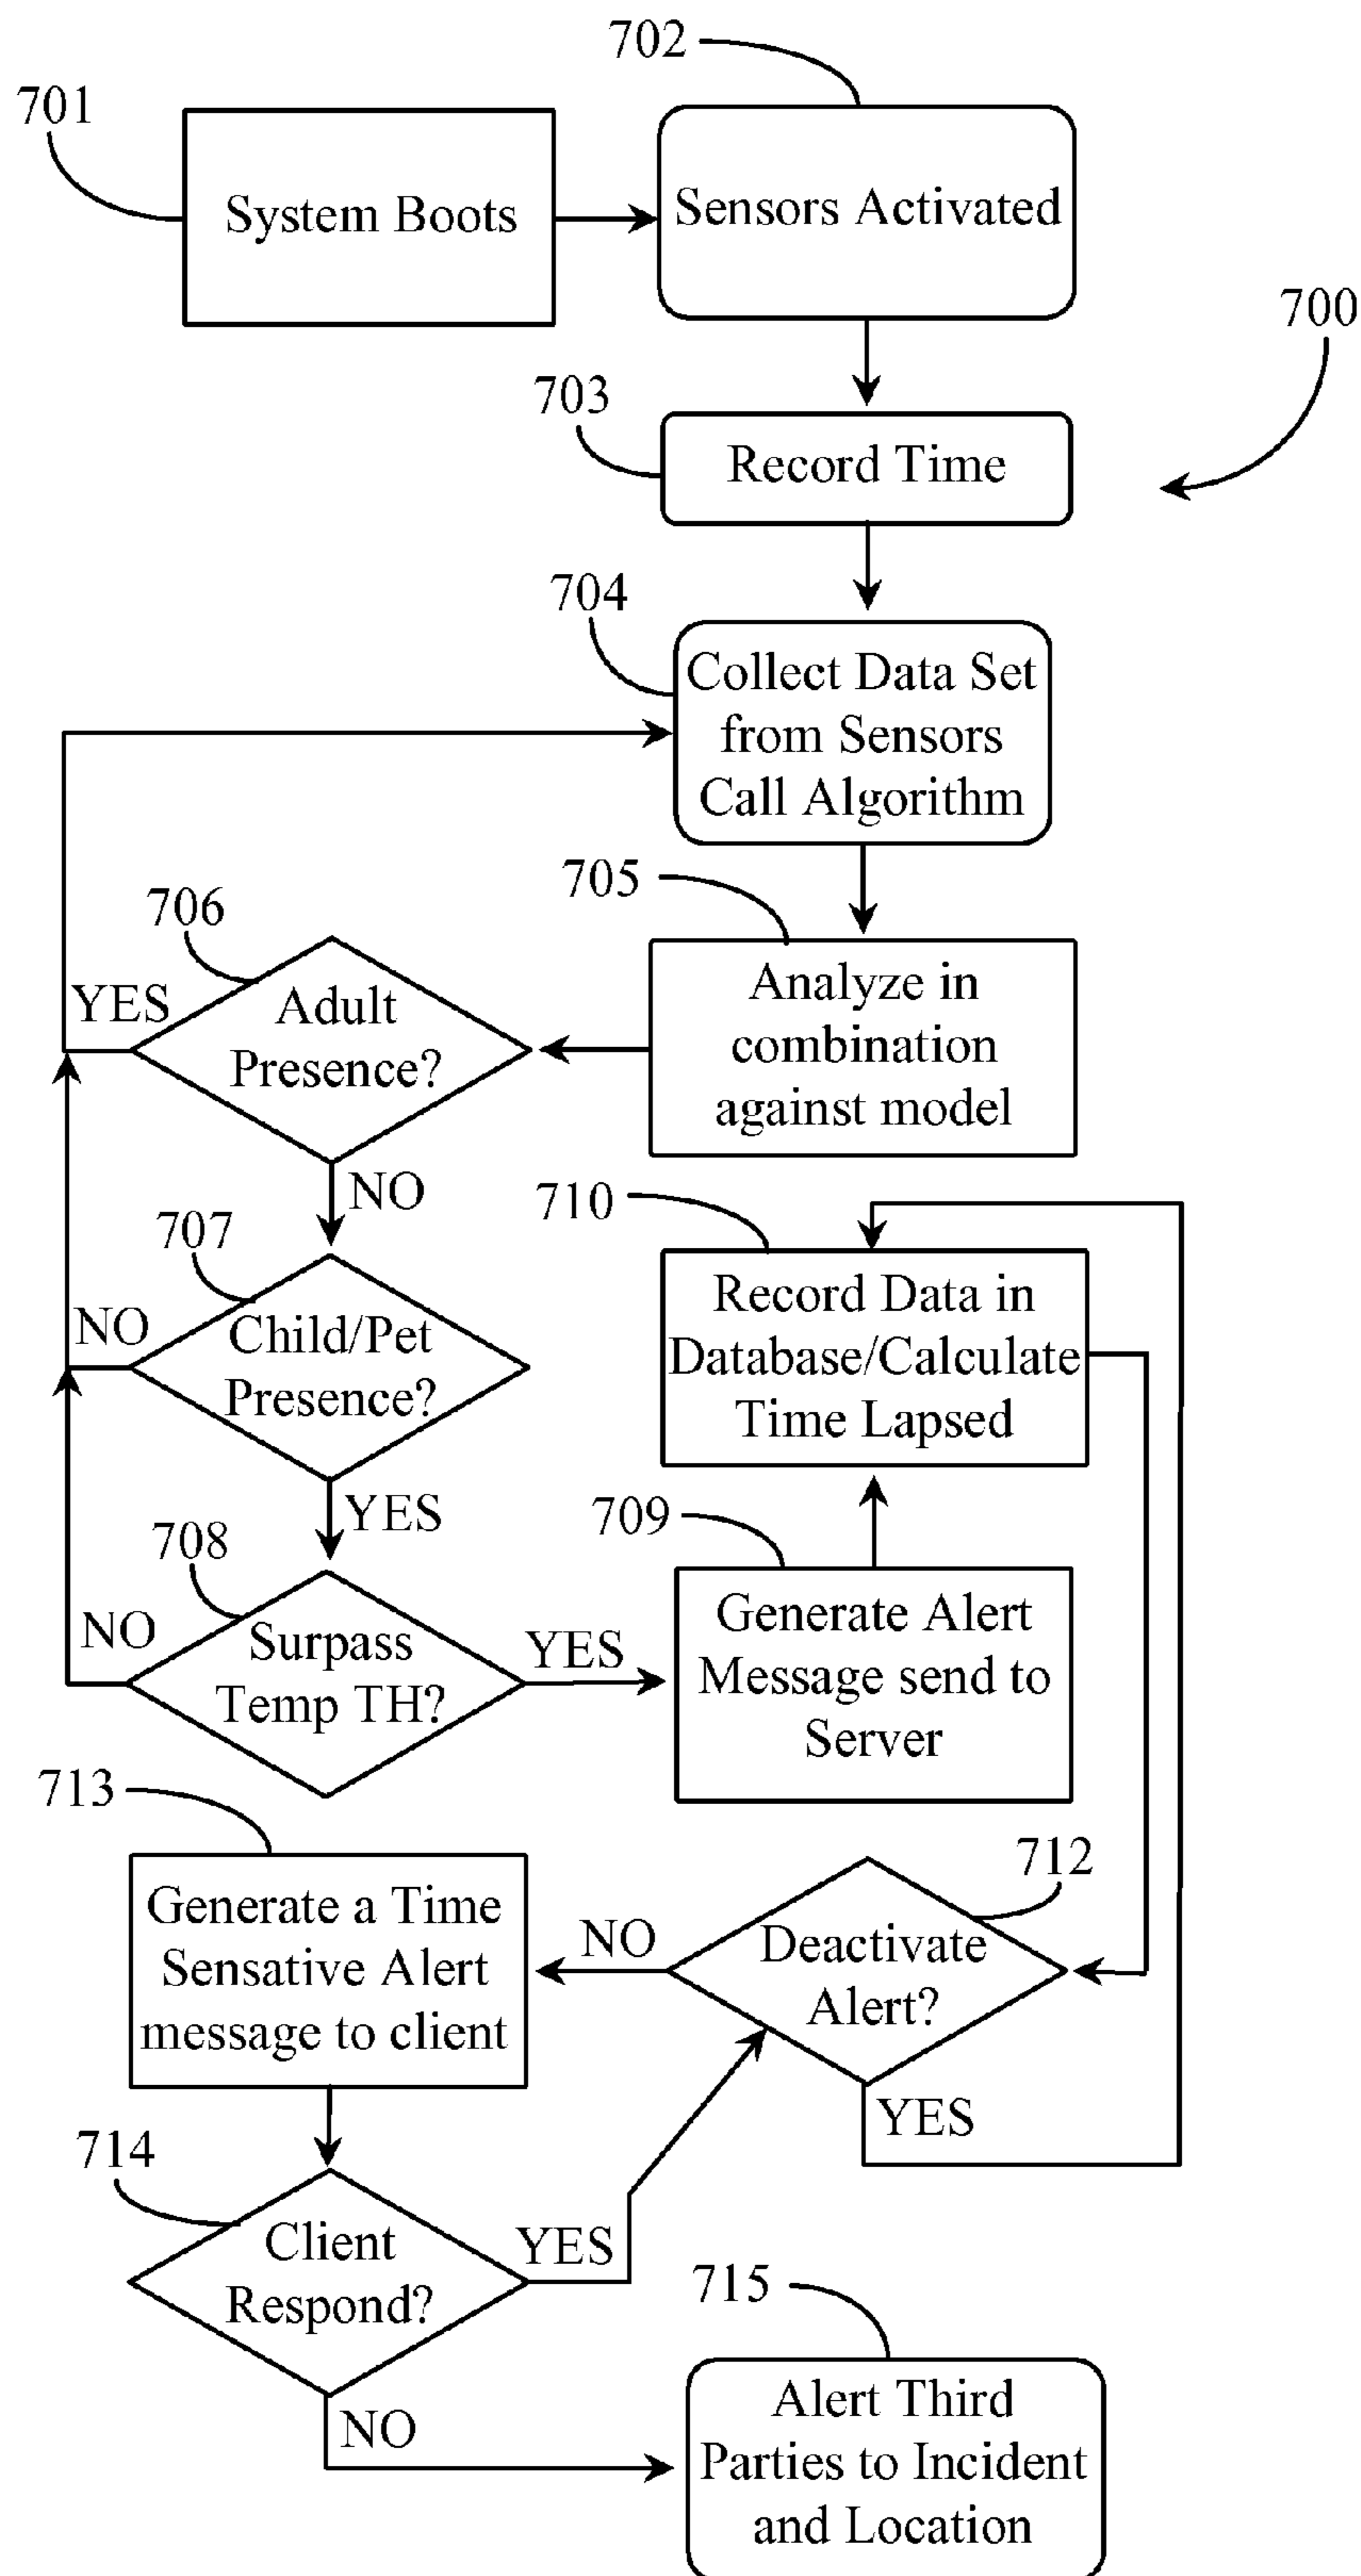 702
701
System Boots
Sensors Activated
700
703
Record Time
704
Collect Data Set
from Sensors
Call Algorithm
705
706
YES
Adult
Presence?
Analyze in
combination
against model
NO
710
707
NO
Child/Pet
Presence?
Record Data in
Database/Calculate
Time Lapsed
YES
709
708
NO
Surpass
Temp TH?
YES
Generate Alert
Message send to
Server
713
712
Generate a Time
Sensative Alert
message to client
NO
Deactivate
Alert?
YES
714
Client
Respond?
YES
715
NO
Alert Third
Parties to Incident
and Location